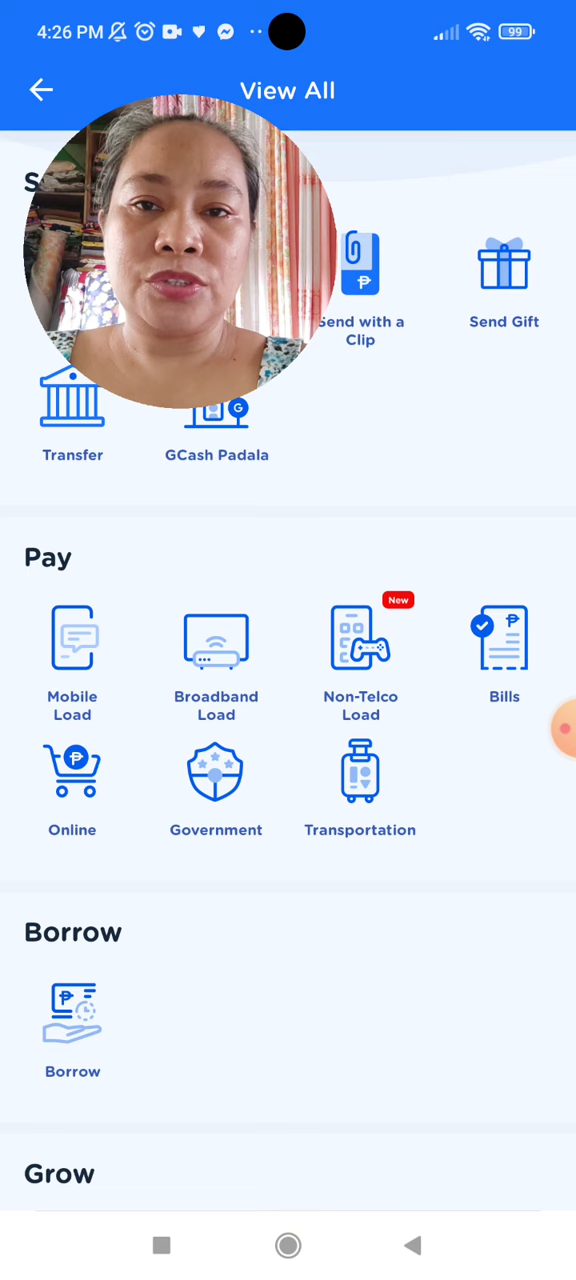 4:26 PM
99
View All
S
Send with a
Clip
Send Gift
G
Transfer
GCash Padala
Pay
New
Mobile
Load
Broadband
Load
Non-Telco
Load
Bills
Online
Government
Transportation
Borrow
Borrow
Grow